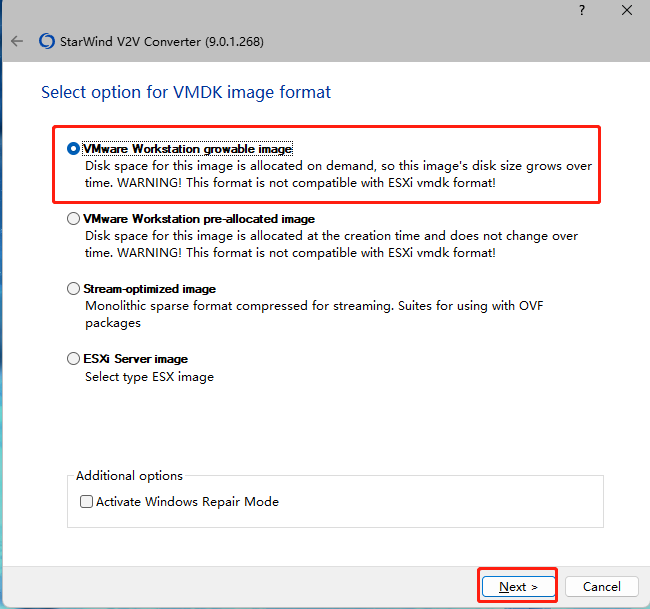 ?
StarWind V2V Converter (9.0.1.268)
Select option for VMDK image format
VMware Workstation growable image
Disk space for this image is allocated on demand, so this image's disk size grows over
time. WARNING! This format is not compatible with ESXi vmdk format!
VMware Workstation pre-allocated image
Disk space for this image is allocated at the creation time and does not change over
time. WARNING! This format is not compatible with ESXi vmdk format!
Stream-optimized image
Monolithic sparse format compressed for streaming. Suites for using with OVF
packages
ESXi Server image
Select type ESX image
Additional options
Activate Windows Repair Mode
Next >
Cancel